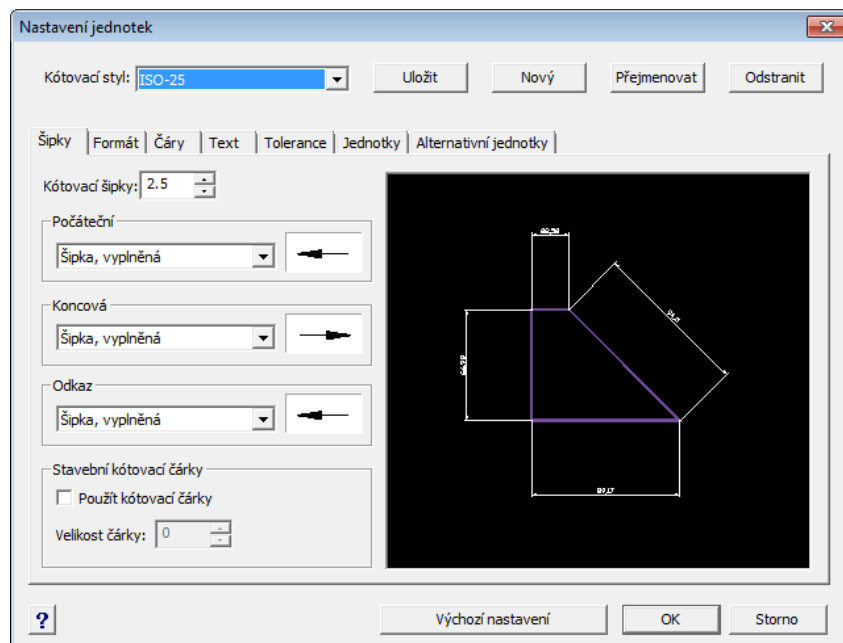 Nastavení jednotek
Kótovací styl: ISO-25 Uložit Nový Přejmenovat Odstranit
Šipky Formát Čáry Text Tolerance Jednotky Alternativní jednotky
Kótovací šipky: 2.5
Počáteční
Šipka, vyplněná
Koncová
Šipka, vyplněná
Odkaz
Šipka, vyplněná
Stavební kótovací čárky
Použít kótovací čárky
Velikost čárky: 0
? Výchozí nastavení OK Storno